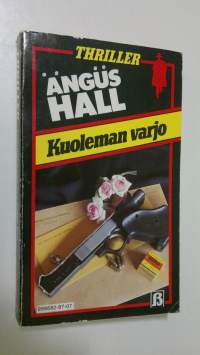 THRILLER
ÄNGÜS
HALL
Kuoleman varjo